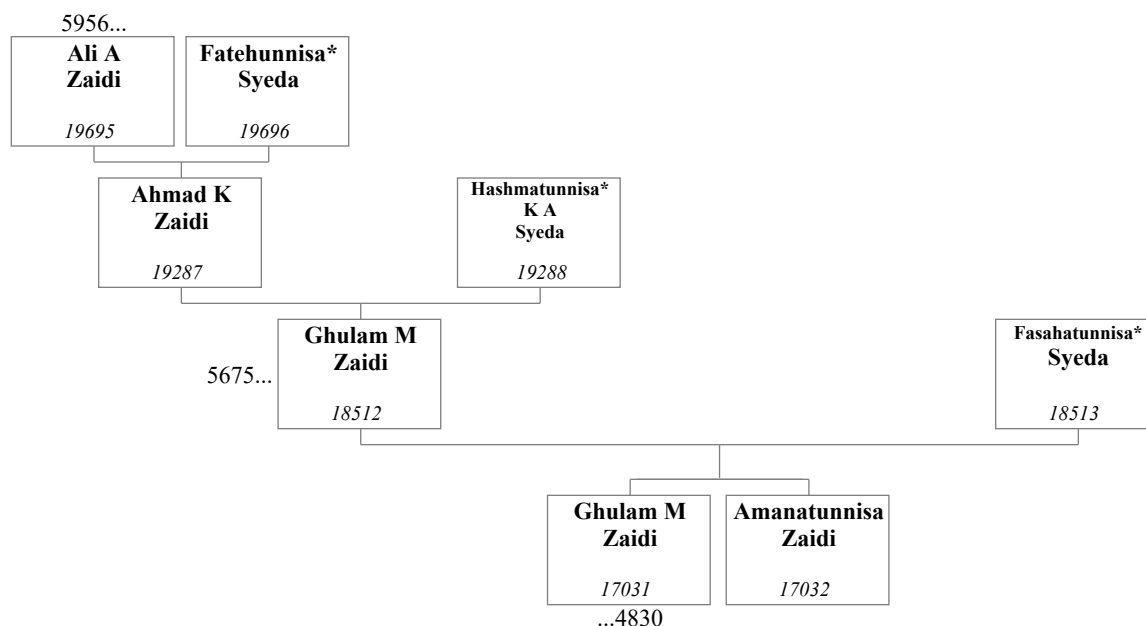 5956...
Ali A
Zaidi
19695
Fatehunnisa*
Syeda
19696
Ahmad K
Zaidi
19287
Hashmatunnisa*
K A
Syeda
19288
5675...
Ghulam M
Zaidi
18512
Fasahatunnisa*
Syeda
18513
Ghulam M
Zaidi
17031
...4830
Amanatunnisa
Zaidi
17032